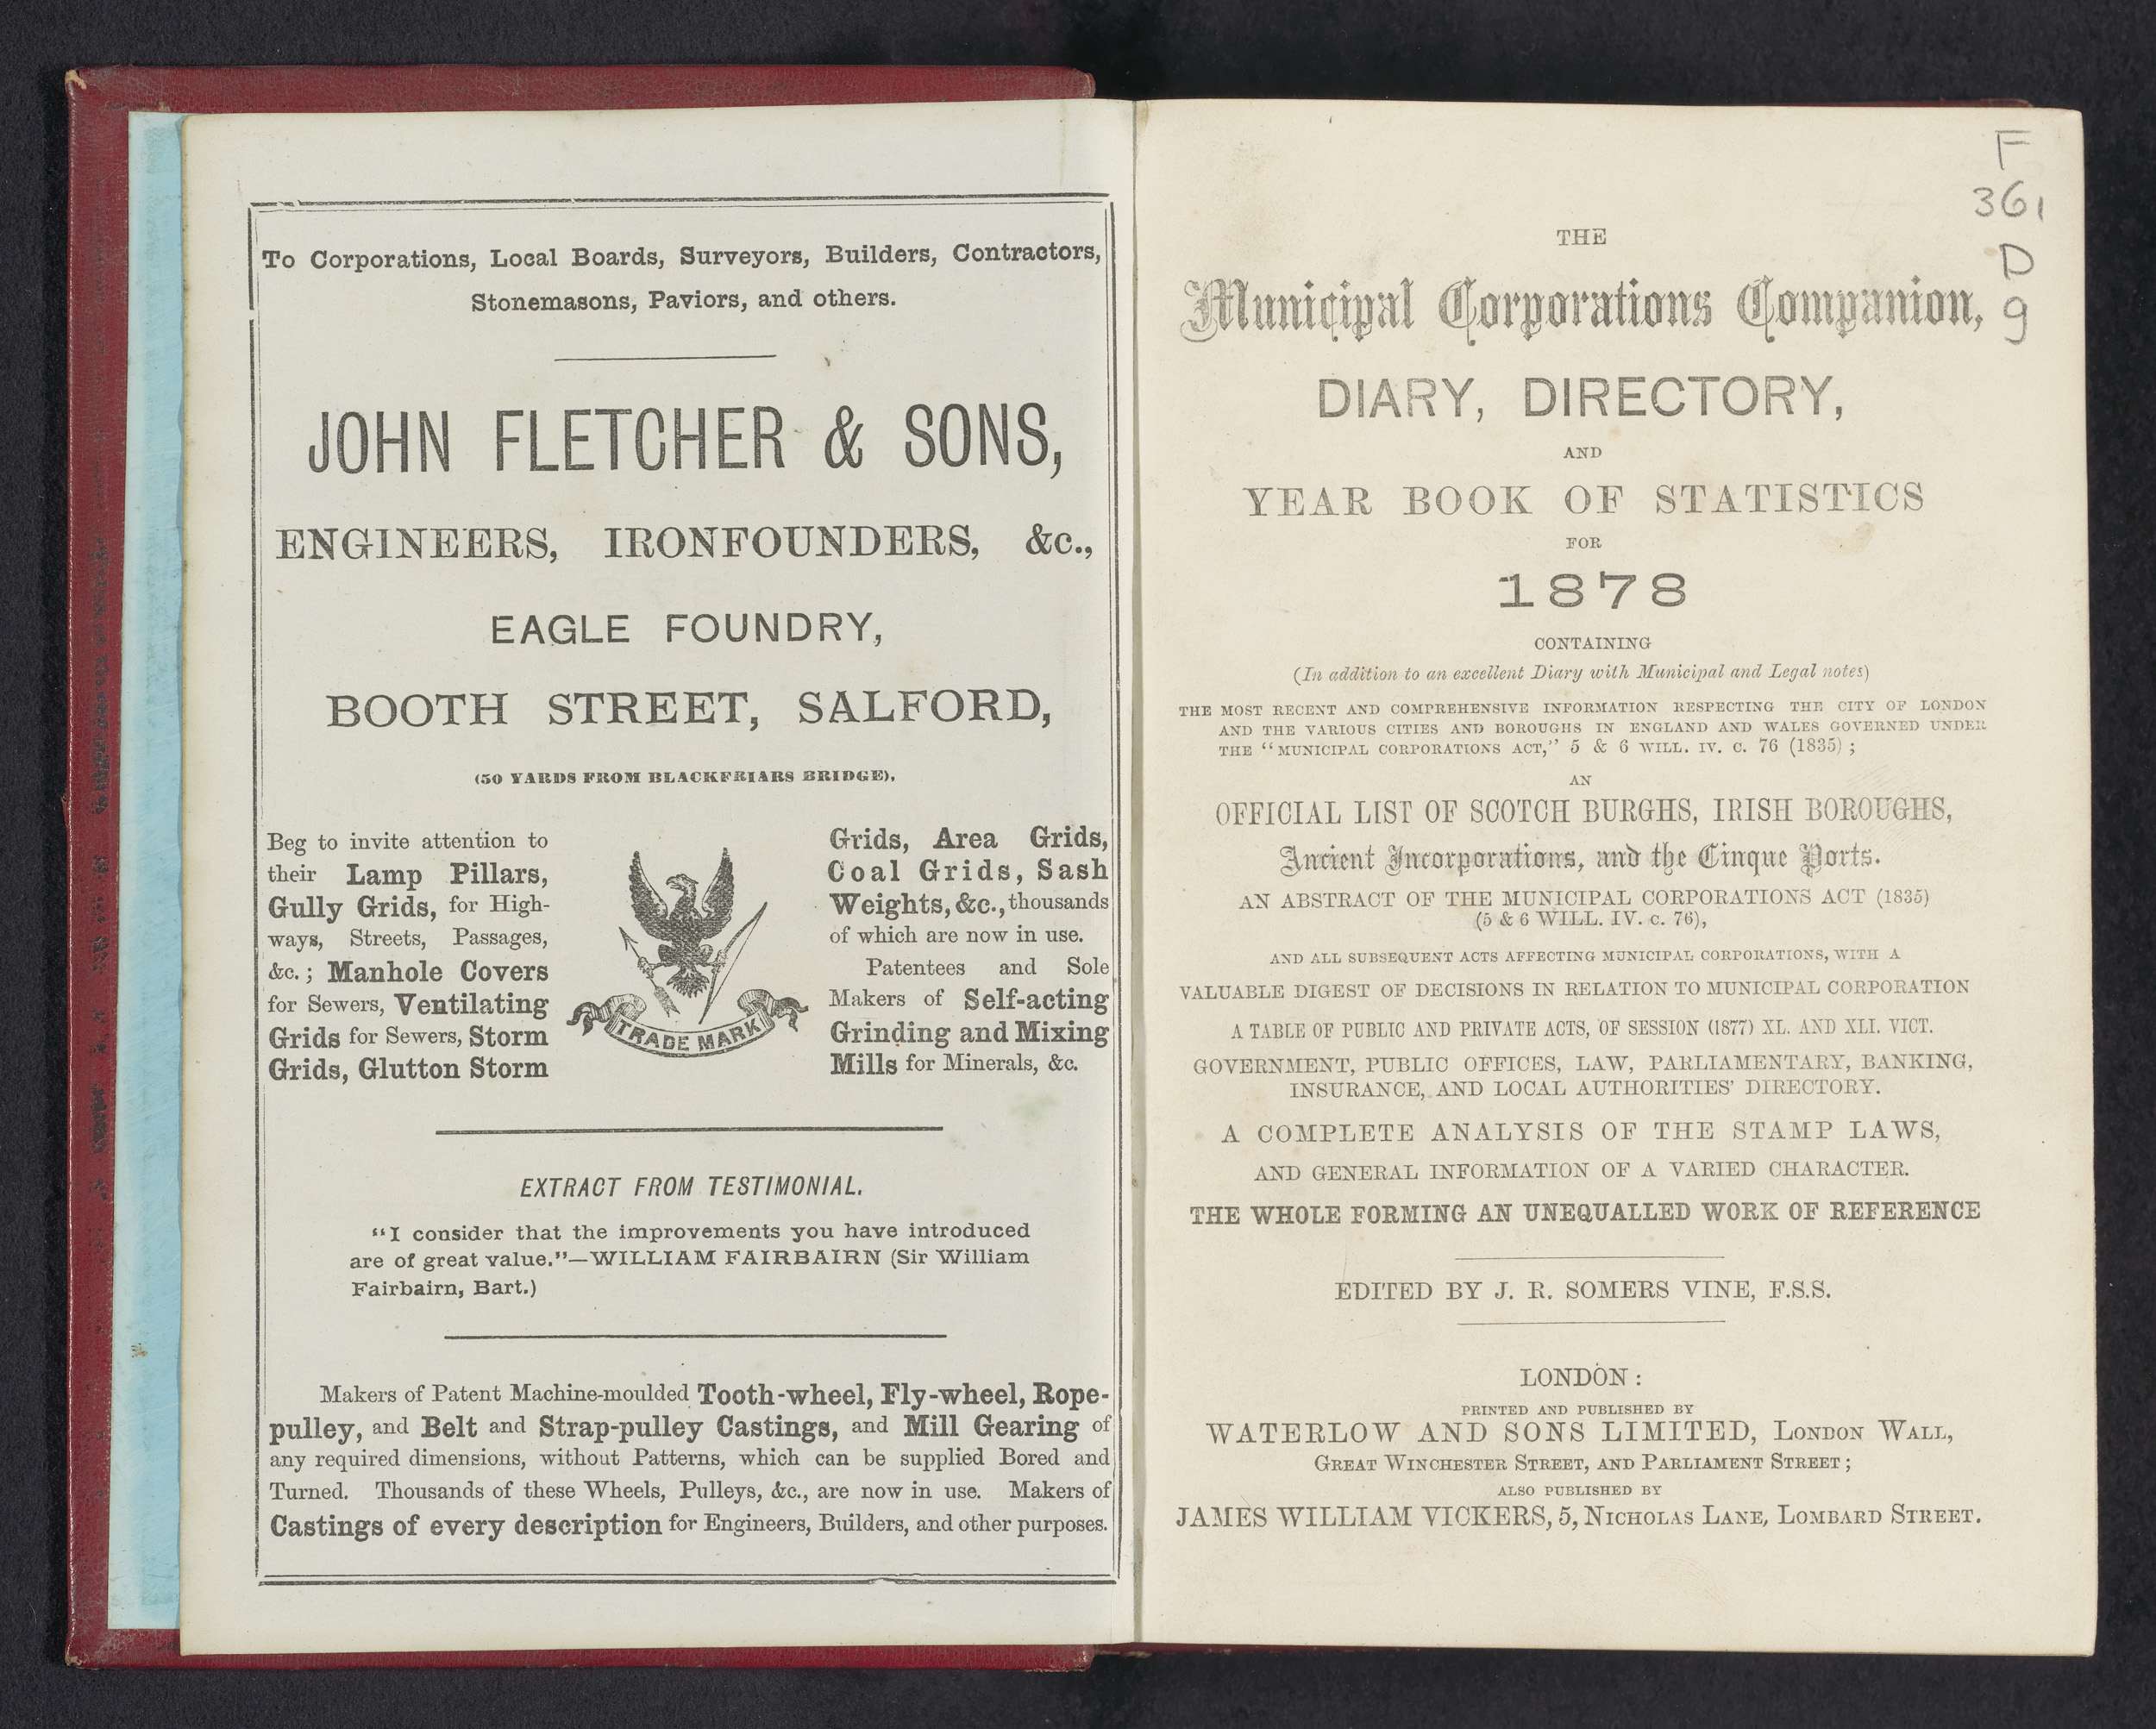 To Corporations, Local Boards, Surveyors, Builders, Contractors,
Stonemasons, Paviors, and others.
JOHN FLETCHER & SONS,
ENGINEERS, IRONFOUNDERS, &c.,
EAGLE FOUNDRY,
BOOTH STREET, SALFORD,
(50 YARDS FROM BLACKFRIARS BRIDGE),
Beg to invite attention to
their Lamp Pillars,
Gully Grids, for High-
ways, Streets, Passages,
&c.; Manhole Covers
for Sewers, Ventilating
Grids for Sewers, Storm
Grids, Glutton Storm
TRADE MARK
Grids, Area Grids,
Coal Grids, Sash
Weights, &c., thousands
of which are now in use.
Patentees and Sole
Makers of Self-acting
Grinding and Mixing
Mills for Minerals, &c.
EXTRACT FROM TESTIMONIAL.
"I consider that the improvements you have introduced
are of great value."—WILLIAM FAIRBAIRN (Sir William
Fairbairn, Bart.)
Makers of Patent Machine-moulded Tooth-wheel, Fly-wheel, Rope-
pulley, and Belt and Strap-pulley Castings, and Mill Gearing of
any required dimensions, without Patterns, which can be supplied Bored and
Turned. Thousands of these Wheels, Pulleys, &c., are now in use. Makers of
Castings of every description for Engineers, Builders, and other purposes.
F
361
D
9
THE
Municipal Corporations Companion,
DIARY, DIRECTORY,
AND
YEAR BOOK OF STATISTICS
FOR
1878
CONTAINING
(In addition to an excellent Diary with Municipal and Legal notes)
THE MOST RECENT AND COMPREHENSIVE INFORMATION RESPECTING THE CITY OF LONDON
AND THE VARIOUS CITIES AND BOROUGHS IN ENGLAND AND WALES GOVERNED UNDER
THE "MUNICIPAL CORPORATIONS ACT," 5 & 6 WILL. IV. C. 76 (1835);
AN
OFFICIAL LIST OF SCOTCH BURGHS, IRISH BOROUGHS,
Ancient Incorporations, and the Cinque Ports.
AN ABSTRACT OF THE MUNICIPAL CORPORATIONS ACT (1835)
(5 & 6 WILL. IV. c. 76),
AND ALL SUBSEQUENT ACTS AFFECTING MUNICIPAL CORPORATIONS, WITH A
VALUABLE DIGEST OF DECISIONS IN RELATION TO MUNICIPAL CORPORATION
A TABLE OF PUBLIC AND PRIVATE ACTS, OF SESSION (1877) XL. AND XLI. VICT.
GOVERNMENT, PUBLIC OFFICES, LAW, PARLIAMENTARY, BANKING,
INSURANCE, AND LOCAL AUTHORITIES' DIRECTORY.
A COMPLETE ANALYSIS OF THE STAMP LAWS,
AND GENERAL INFORMATION OF A VARIED CHARACTER.
THE WHOLE FORMING AN UNEQUALLED WORK OF REFERENCE
EDITED BY J. R. SOMERS VINE, F.S.S.
LONDON:
PRINTED AND PUBLISHED BY
WATERLOW AND SONS LIMITED, LONDON WALL,
GREAT WINCHESTER STREET, AND PARLIAMENT STREET;
ALSO PUBLISHED BY
JAMES WILLIAM VICKERS, 5, NICHOLAS LANE, LOMBARD STREET.